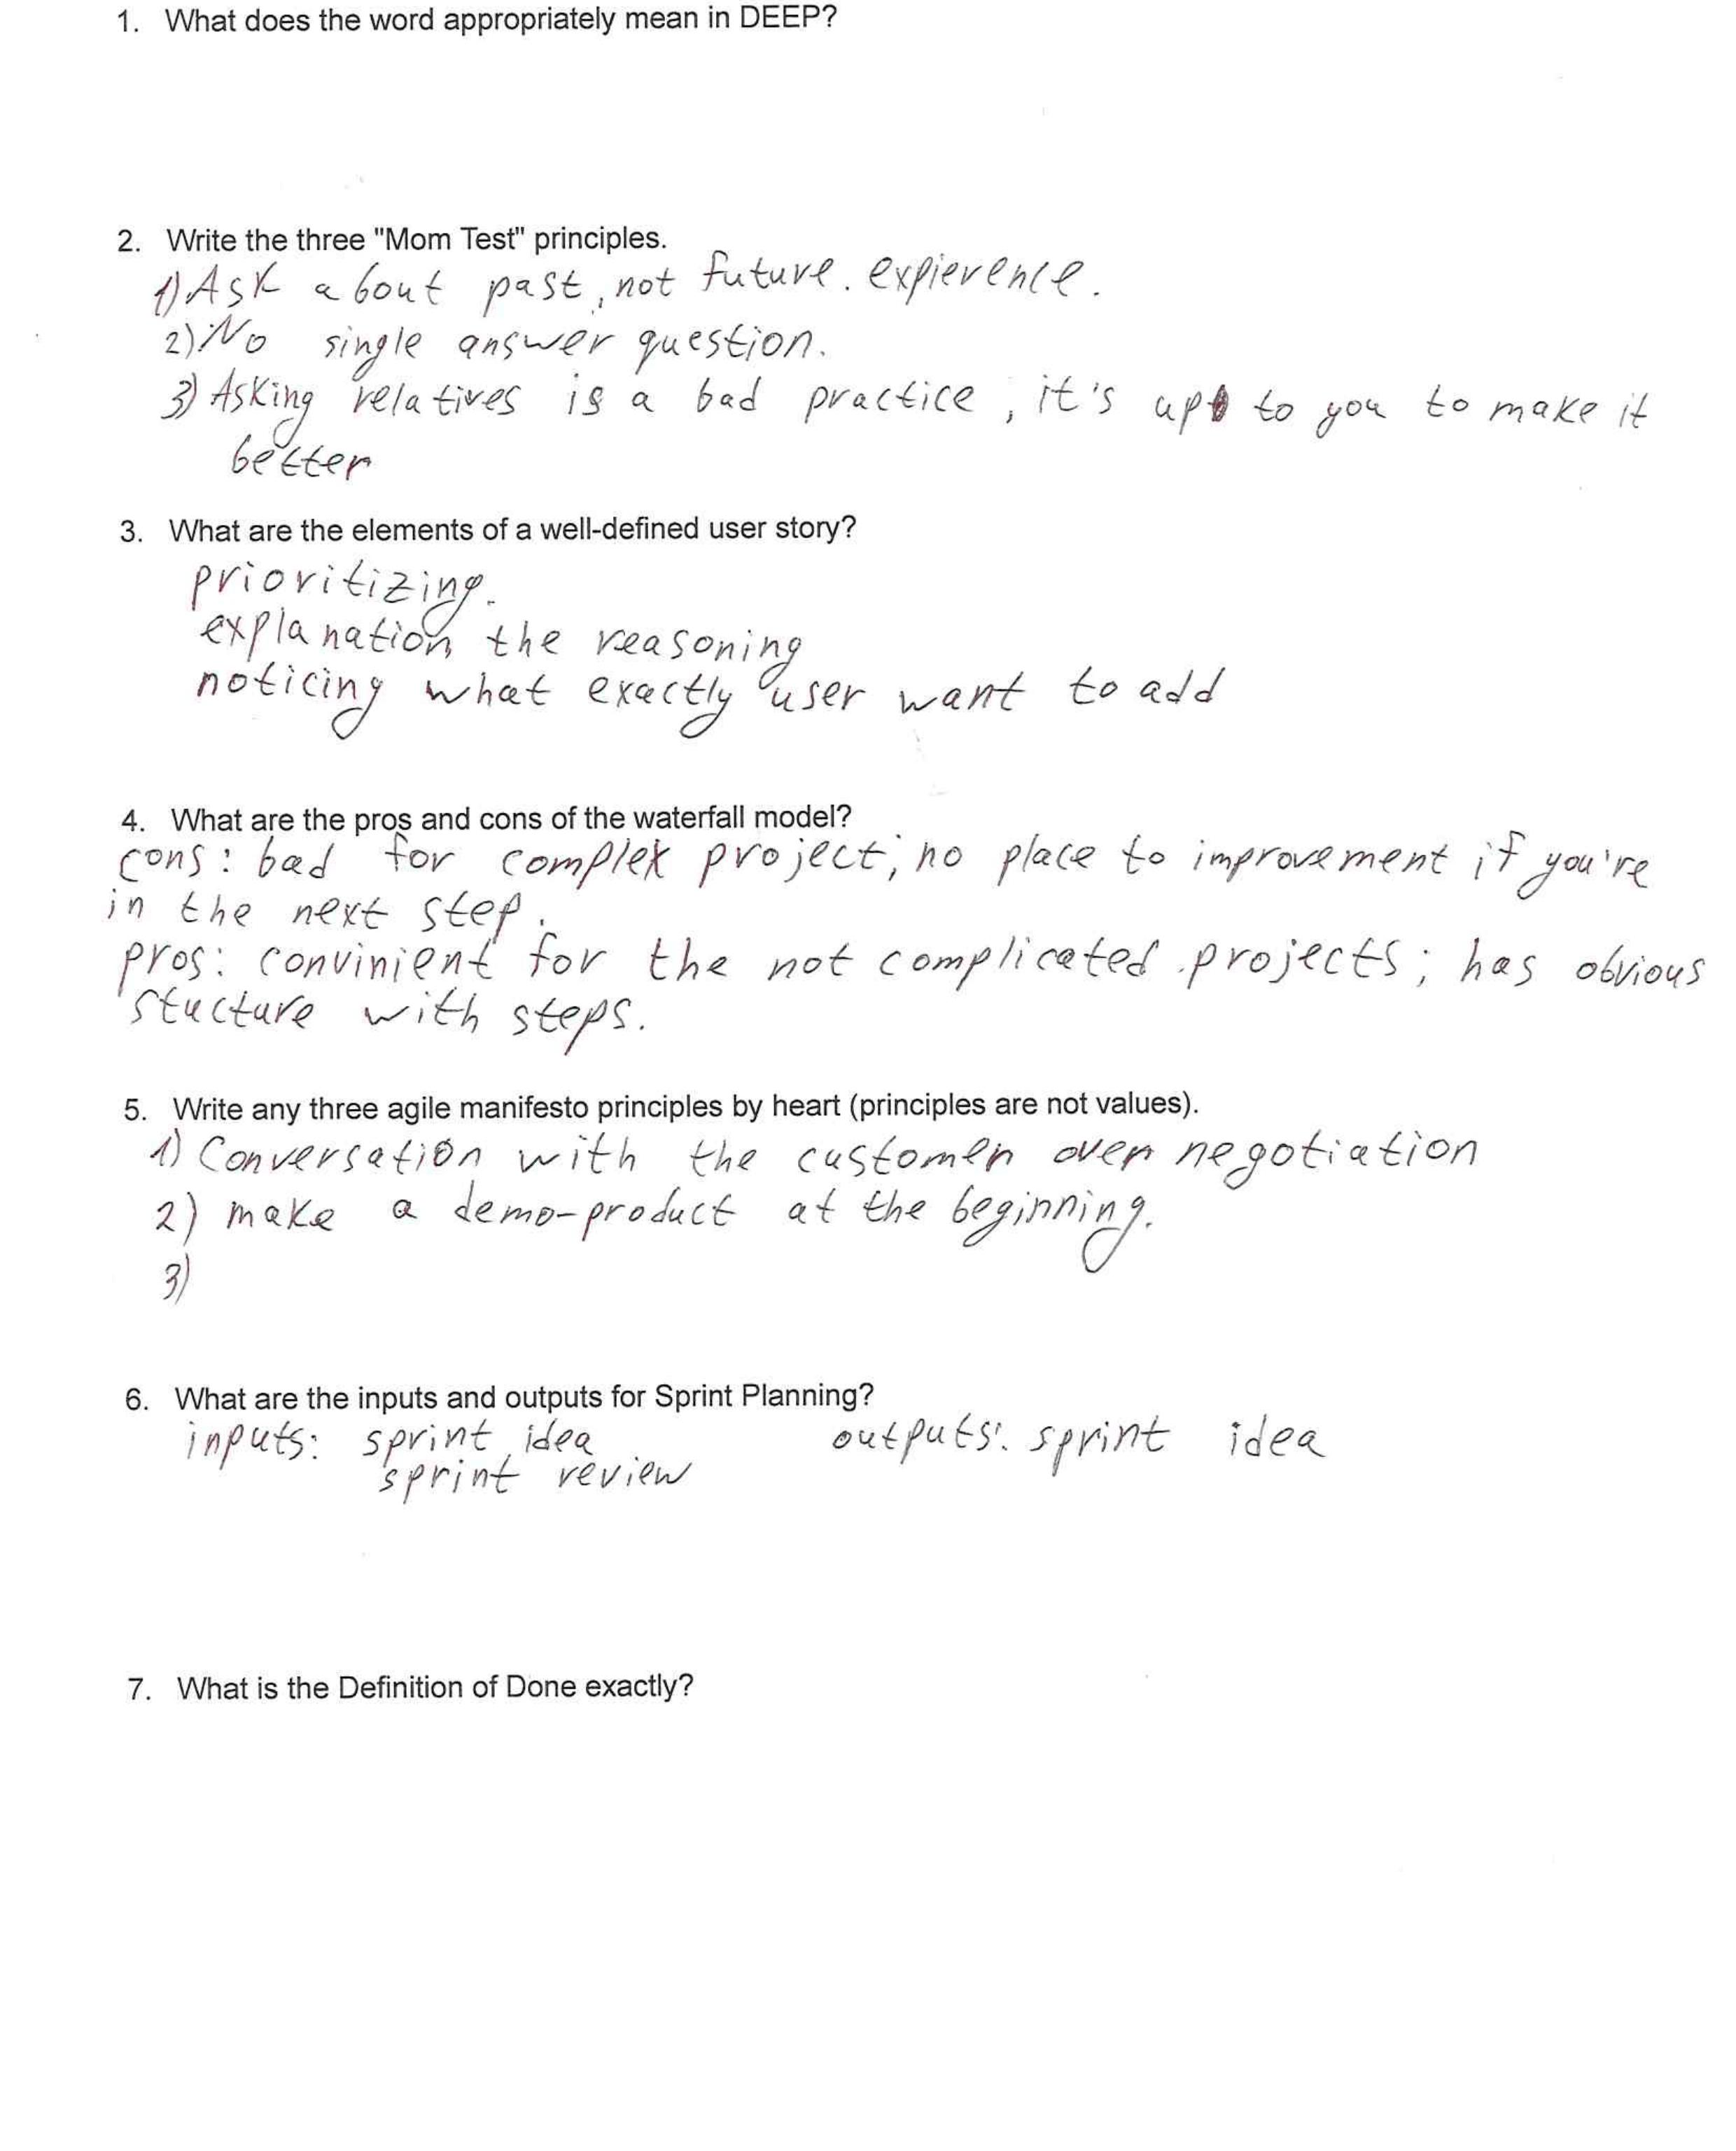 1. What does the word appropriately mean in DEEP?
2. Write the three "Mom Test" principles.
1) Ask about past, not future. expierence.
2) No single answer question.
3) Asking relatives is a bad practice, it's up to you to make it
better
3. What are the elements of a well-defined user story?
prioritizing.
explanation the reasoning
noticing what exactly user want to add
4. What are the pros and cons of the waterfall model?
cons: bad for complex project; no place to improvement if you're
in the next step.
pros: convinient for the not complicated projects; has obvious
stucture with steps.
5. Write any three agile manifesto principles by heart (principles are not values).
1) Conversation with the customer over negotiation
2) make a demo-product at the beginning.
3)
6. What are the inputs and outputs for Sprint Planning?
inputs: sprint idea outputs: sprint idea
sprint review
7. What is the Definition of Done exactly?